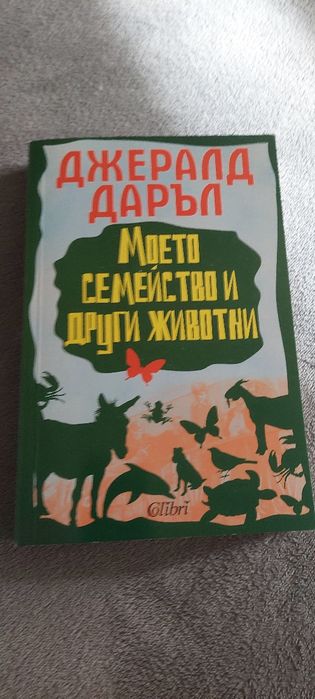 ДЖЕРАЛД
ДАРЪЛ
МОЕТО
СЕМЕЙСТВО И
ДРУГИ ЖИВОТНИ
Colibri